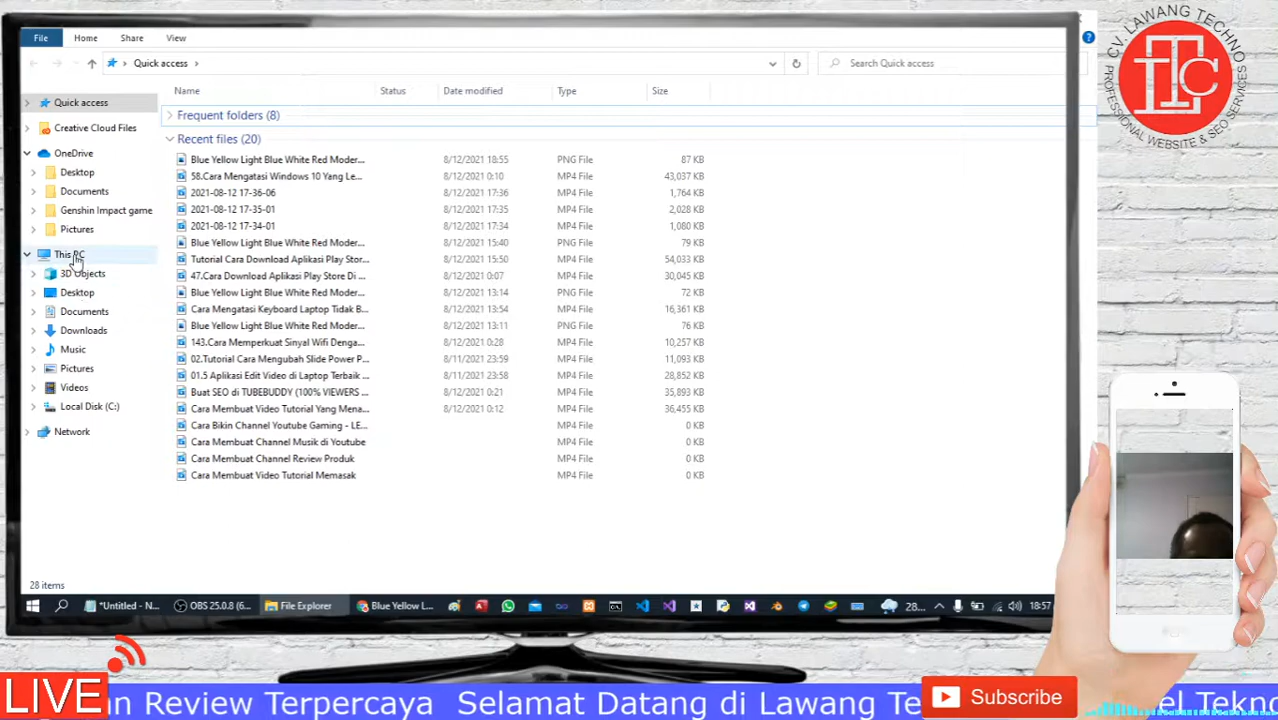 File Home Share View
Quick access
Search Quick access
CV. LAWANG TECHNO
PROFESSIONAL WEBSITE & SEO SERVICES
Name Status Date modified Type Size
Quick access
Creative Cloud Files
OneDrive
Desktop
Documents
Genshin Impact game
Pictures
This PC
3D Objects
Desktop
Documents
Downloads
Music
Pictures
Videos
Local Disk (C:)
Network
Frequent folders (8)
Recent files (20)
Blue Yellow Light Blue White Red Moder... 8/12/2021 18:55 PNG File 87 KB
58.Cara Mengatasi Windows 10 Yang Le... 8/12/2021 0:10 MP4 File 43,037 KB
2021-08-12 17-36-06 8/12/2021 17:36 MP4 File 1,764 KB
2021-08-12 17-35-01 8/12/2021 17:35 MP4 File 2,028 KB
2021-08-12 17-34-01 8/12/2021 17:34 MP4 File 1,080 KB
Blue Yellow Light Blue White Red Moder... 8/12/2021 15:40 PNG File 79 KB
Tutorial Cara Download Aplikasi Play Stor... 8/12/2021 15:50 MP4 File 54,033 KB
47.Cara Download Aplikasi Play Store Di ... 8/12/2021 0:07 MP4 File 30,045 KB
Blue Yellow Light Blue White Red Moder... 8/12/2021 13:14 PNG File 72 KB
Cara Mengatasi Keyboard Laptop Tidak B... 8/12/2021 13:54 MP4 File 16,361 KB
Blue Yellow Light Blue White Red Moder... 8/12/2021 13:11 PNG File 76 KB
143.Cara Memperkuat Sinyal Wifi Denga... 8/12/2021 0:28 MP4 File 10,257 KB
02.Tutorial Cara Mengubah Slide Power P... 8/11/2021 23:59 MP4 File 11,093 KB
01.5 Aplikasi Edit Video di Laptop Terbaik ... 8/11/2021 23:58 MP4 File 28,852 KB
Buat SEO di TUBEBUDDY (100% VIEWERS ... 8/12/2021 0:21 MP4 File 35,893 KB
Cara Membuat Video Tutorial Yang Mena... 8/12/2021 0:12 MP4 File 36,455 KB
Cara Bikin Channel Youtube Gaming - LE... MP4 File 0 KB
Cara Membuat Channel Musik di Youtube MP4 File 0 KB
Cara Membuat Channel Review Produk MP4 File 0 KB
Cara Membuat Video Tutorial Memasak MP4 File 0 KB
28 items
*Untitled - N... OBS 25.0.8 (6... File Explorer Blue Yellow L... 28... 18:57
LIVE
n Review Terpercaya Selamat Datang di Lawang Te
Subscribe
el Tekno